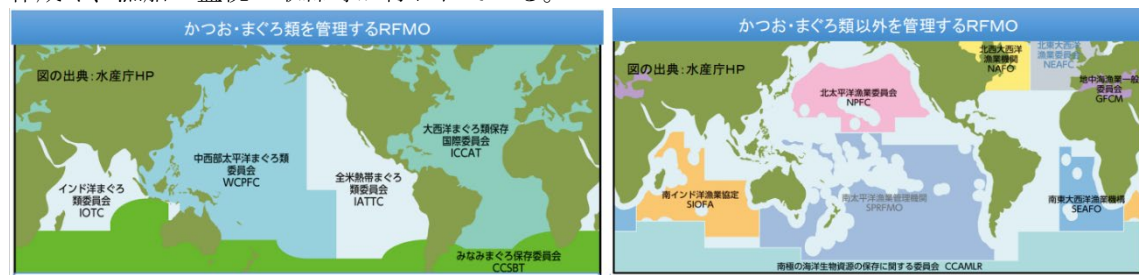 かつお・まぐろ類を管理するRFMO
図の出典：水産庁HP
大西洋まぐろ類保存
国際委員会
ICCAT
中西部太平洋まぐろ類
委員会
WCPFC
全米熱帯まぐろ
類委員会
IATTC
インド洋まぐろ
類委員会
IOTC
みなみまぐろ保存委員会
CCSBT
かつお・まぐろ類以外を管理するRFMO
図の出典：水産庁HP
北西大西洋
漁業機関
NAFO
北東大西洋
漁業委員会
NEAFC
地中海漁業一般
委員会
GFCM
北太平洋漁業委員会
NPFC
南インド洋漁業協定
SIOFA
南太平洋漁業管理機関
SPRFMO
南東大西洋漁業機構
SEAFO
南極の海洋生物資源の保存に関する委員会 CCAMLR